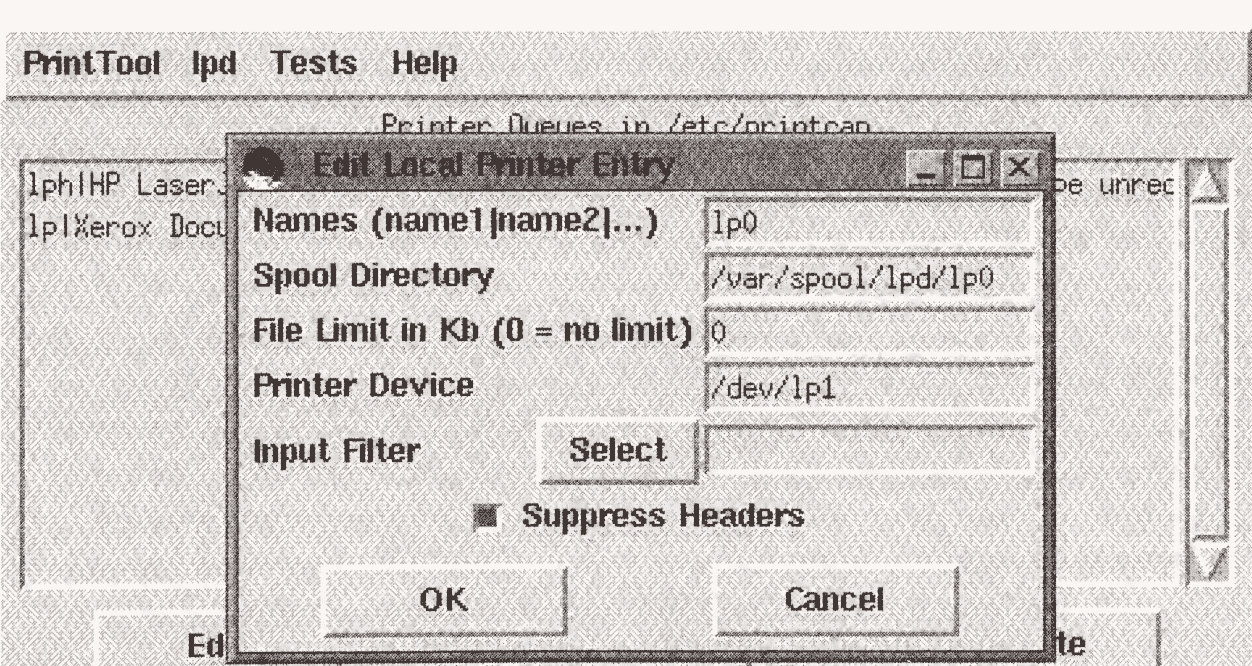 PrintTool lpd Tests Help
Printer Queues in /etc/printcap
Edit Local Printer Entry
lph|HP LaserJ
be unrec
lp|Xerox Docu
Names (name1|name2|...) lp0
Spool Directory /var/spool/lpd/lp0
File Limit in Kb (0 = no limit) 0
Printer Device /dev/lp1
Input Filter Select
Suppress Headers
OK Cancel
Ed
te